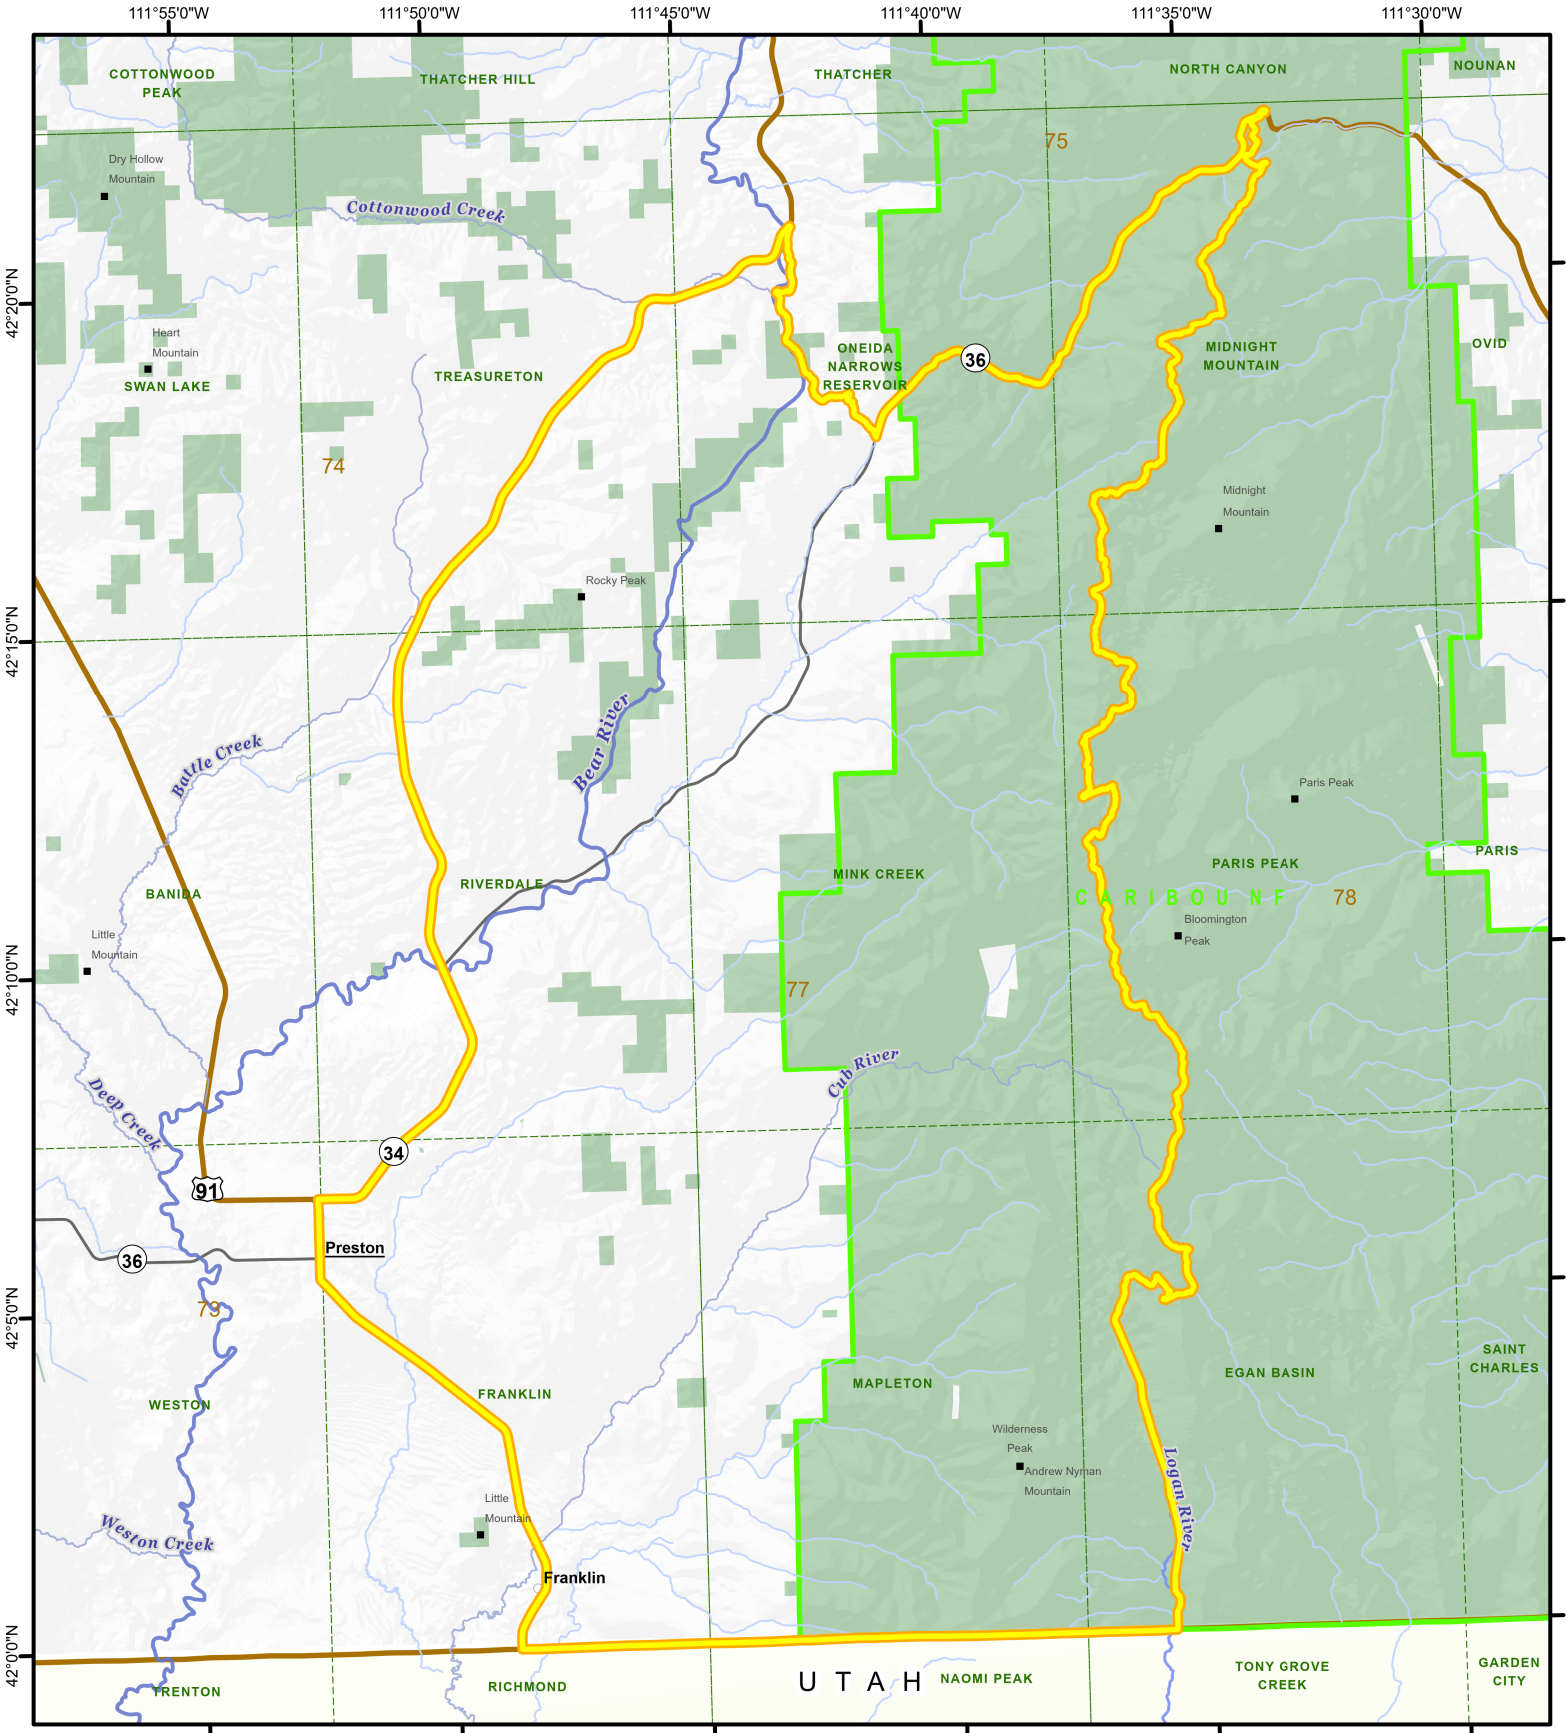 111°55'0"W
111°50'0"W
111°45'0"W
111°40'0"W
111°35'0"W
111°30'0"W
COTTONWOOD
PEAK
THATCHER HILL
THATCHER
NORTH CANYON
NOUNAN
75
Dry Hollow
Mountain
Cottonwood Creek
42°20'0"N
Heart
Mountain
SWAN LAKE
TREASURETON
ONEIDA
NARROWS
RESERVOIR
36
MIDNIGHT
MOUNTAIN
OVID
74
Midnight
Mountain
Rocky Peak
42°15'0"N
Battle Creek
Bear River
Paris Peak
BANIDA
RIVERDALE
MINK CREEK
PARIS PEAK
PARIS
CARIBOU NF
78
Little
Mountain
Bloomington
Peak
42°10'0"N
77
Cub River
Deep Creek
34
91
Preston
36
42°5'0"N
73
SAINT
CHARLES
WESTON
FRANKLIN
MAPLETON
EGAN BASIN
Wilderness
Peak
Andrew Nyman
Mountain
Logan River
Little
Mountain
Weston Creek
Franklin
42°0'0"N
TRENTON
RICHMOND
UTAH
NAOMI PEAK
TONY GROVE
CREEK
GARDEN
CITY